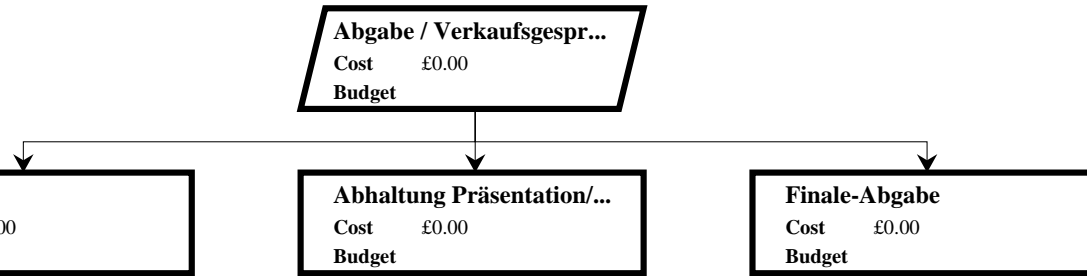 Abgabe / Verkaufsgespr...
Cost £0.00
Budget
00
Abhaltung Präsentation/...
Cost £0.00
Budget
Finale-Abgabe
Cost £0.00
Budget